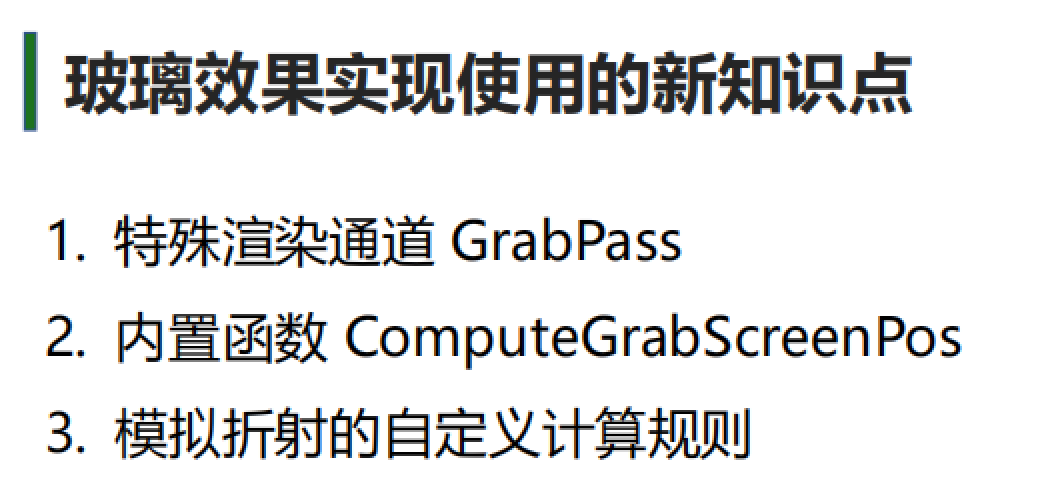 玻璃效果实现使用的新知识点
1. 特殊渲染通道 GrabPass
2. 内置函数 ComputeGrabScreenPos
3. 模拟折射的自定义计算规则